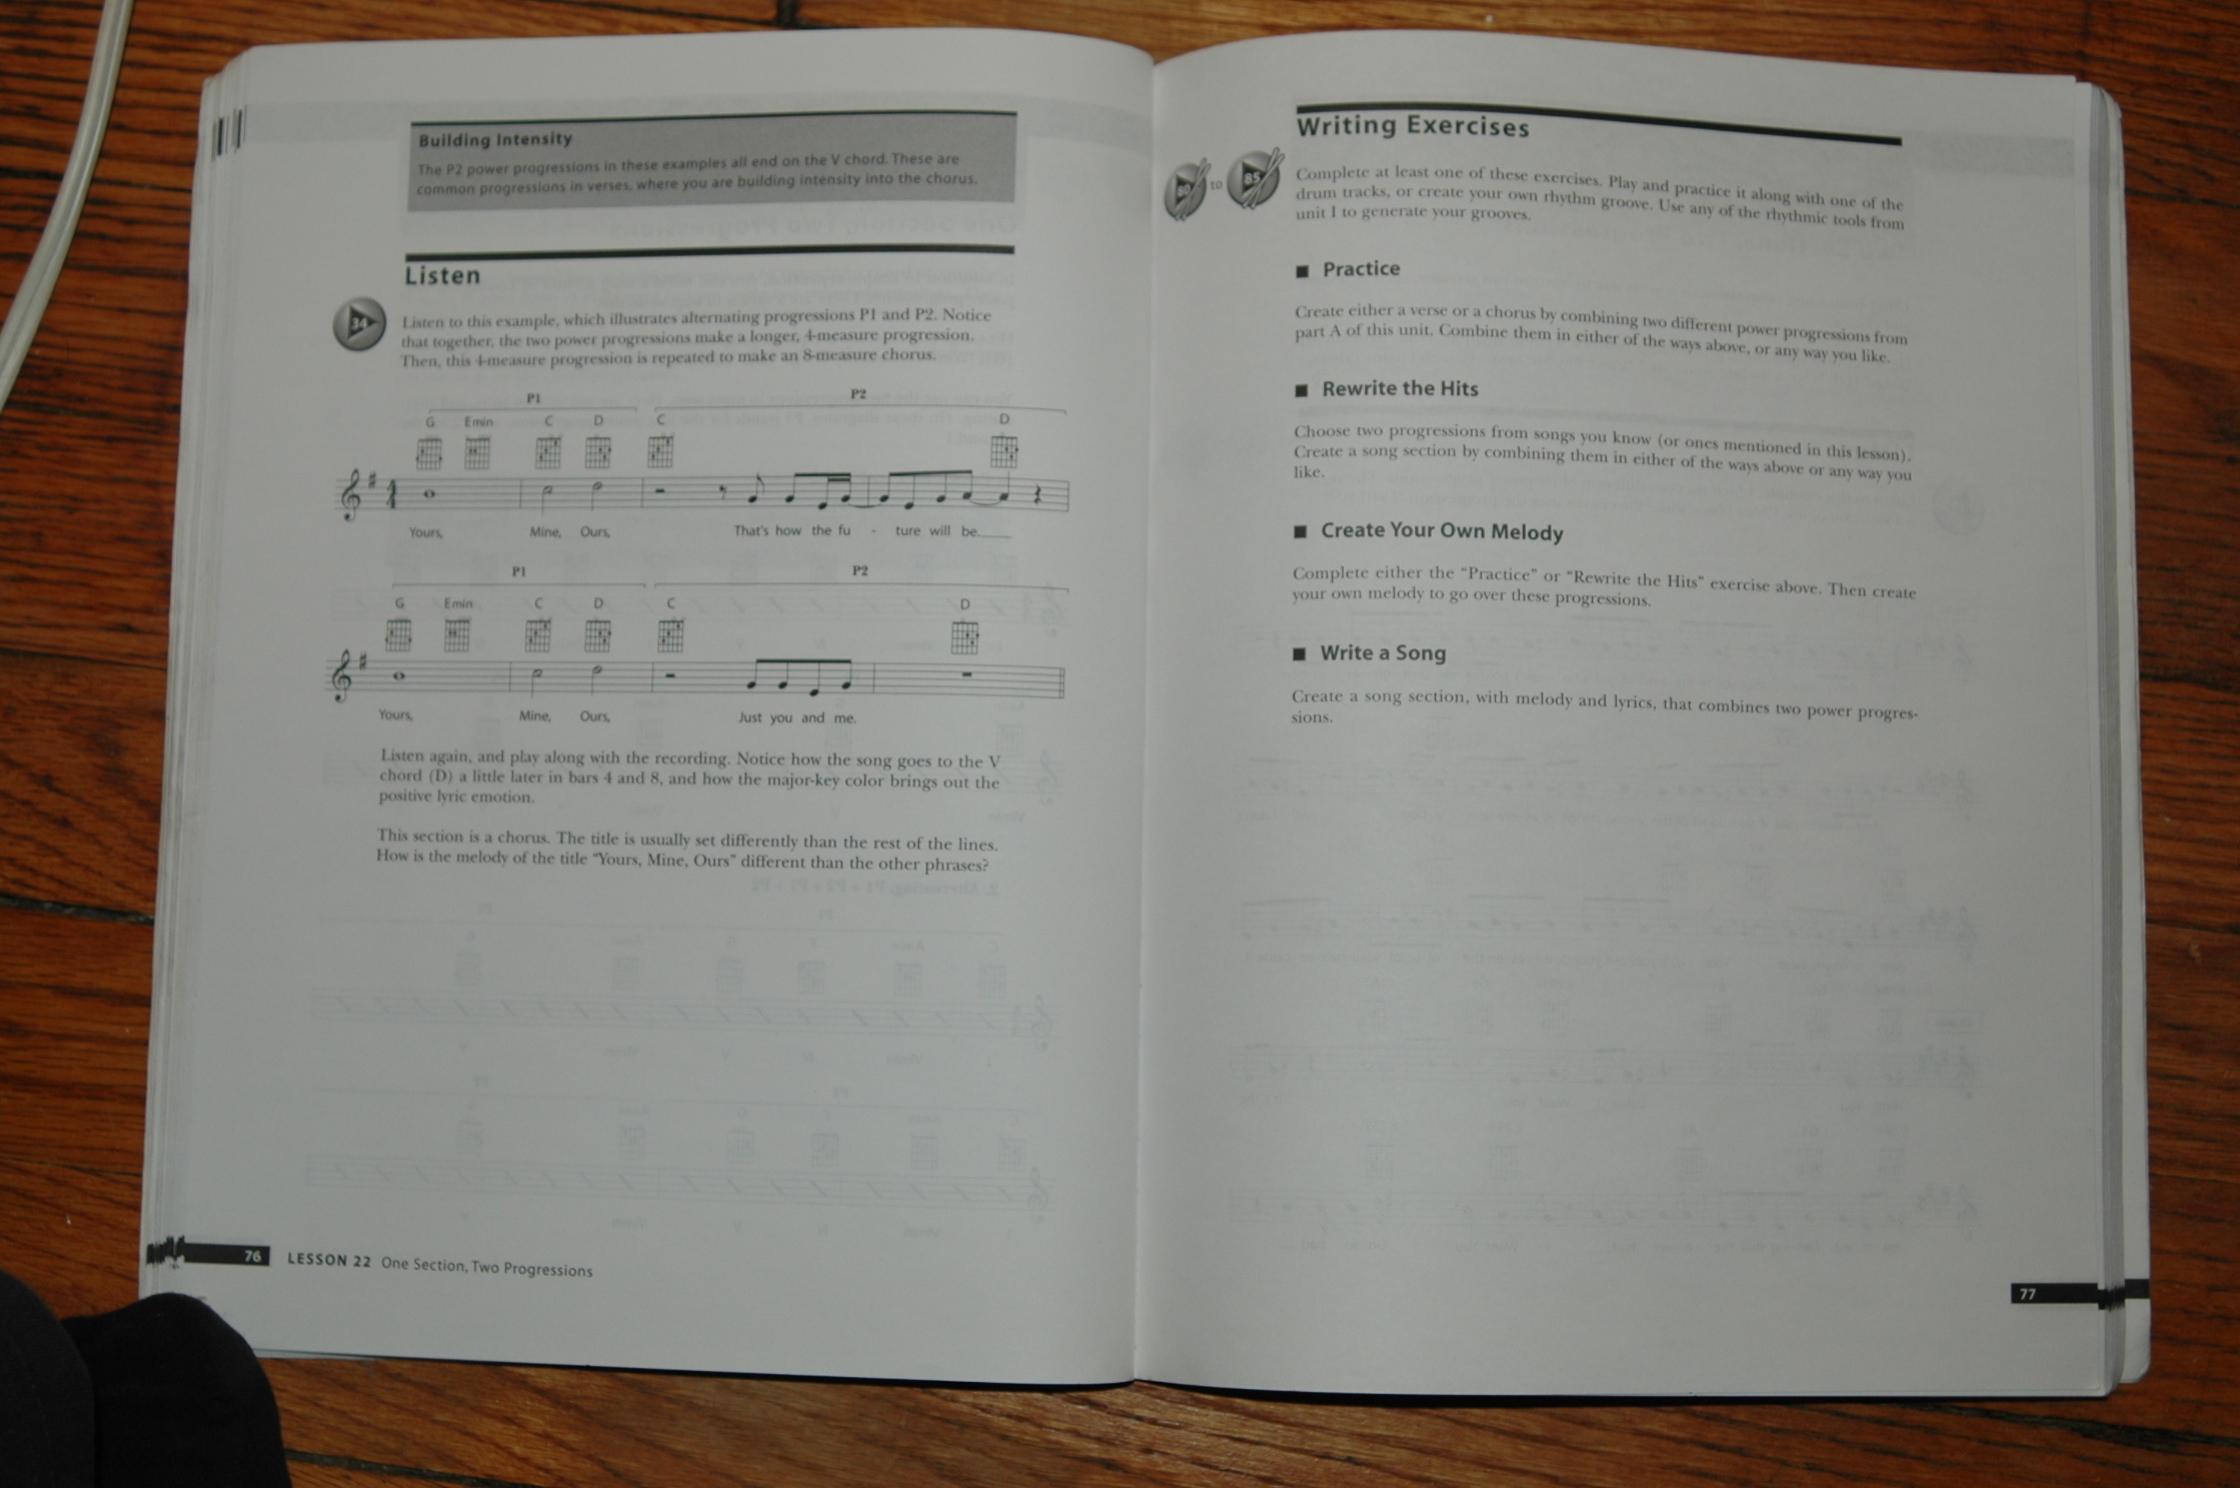 Building Intensity
The P2 power progressions in these examples all end on the V chord. These are
common progressions in verses, where you are building intensity into the chorus.
Listen
34
Listen to this example, which illustrates alternating progressions P1 and P2. Notice
that together, the two power progressions make a longer, 4-measure progression.
Then, this 4-measure progression is repeated to make an 8-measure chorus.
P1 P2
G Emin C D C D
Yours, Mine, Ours, That's how the fu - ture will be.
P1 P2
G Emin C D C D
Yours, Mine, Ours, Just you and me.
Listen again, and play along with the recording. Notice how the song goes to the V
chord (D) a little later in bars 4 and 8, and how the major-key color brings out the
positive lyric emotion.
This section is a chorus. The title is usually set differently than the rest of the lines.
How is the melody of the title “Yours, Mine, Ours” different than the other phrases?
76 LESSON 22 One Section, Two Progressions
Writing Exercises
80 to 85
Complete at least one of these exercises. Play and practice it along with one of the
drum tracks, or create your own rhythm groove. Use any of the rhythmic tools from
unit I to generate your grooves.
■ Practice
Create either a verse or a chorus by combining two different power progressions from
part A of this unit. Combine them in either of the ways above, or any way you like.
■ Rewrite the Hits
Choose two progressions from songs you know (or ones mentioned in this lesson).
Create a song section by combining them in either of the ways above or any way you
like.
■ Create Your Own Melody
Complete either the “Practice” or “Rewrite the Hits” exercise above. Then create
your own melody to go over these progressions.
■ Write a Song
Create a song section, with melody and lyrics, that combines two power progres-
sions.
77